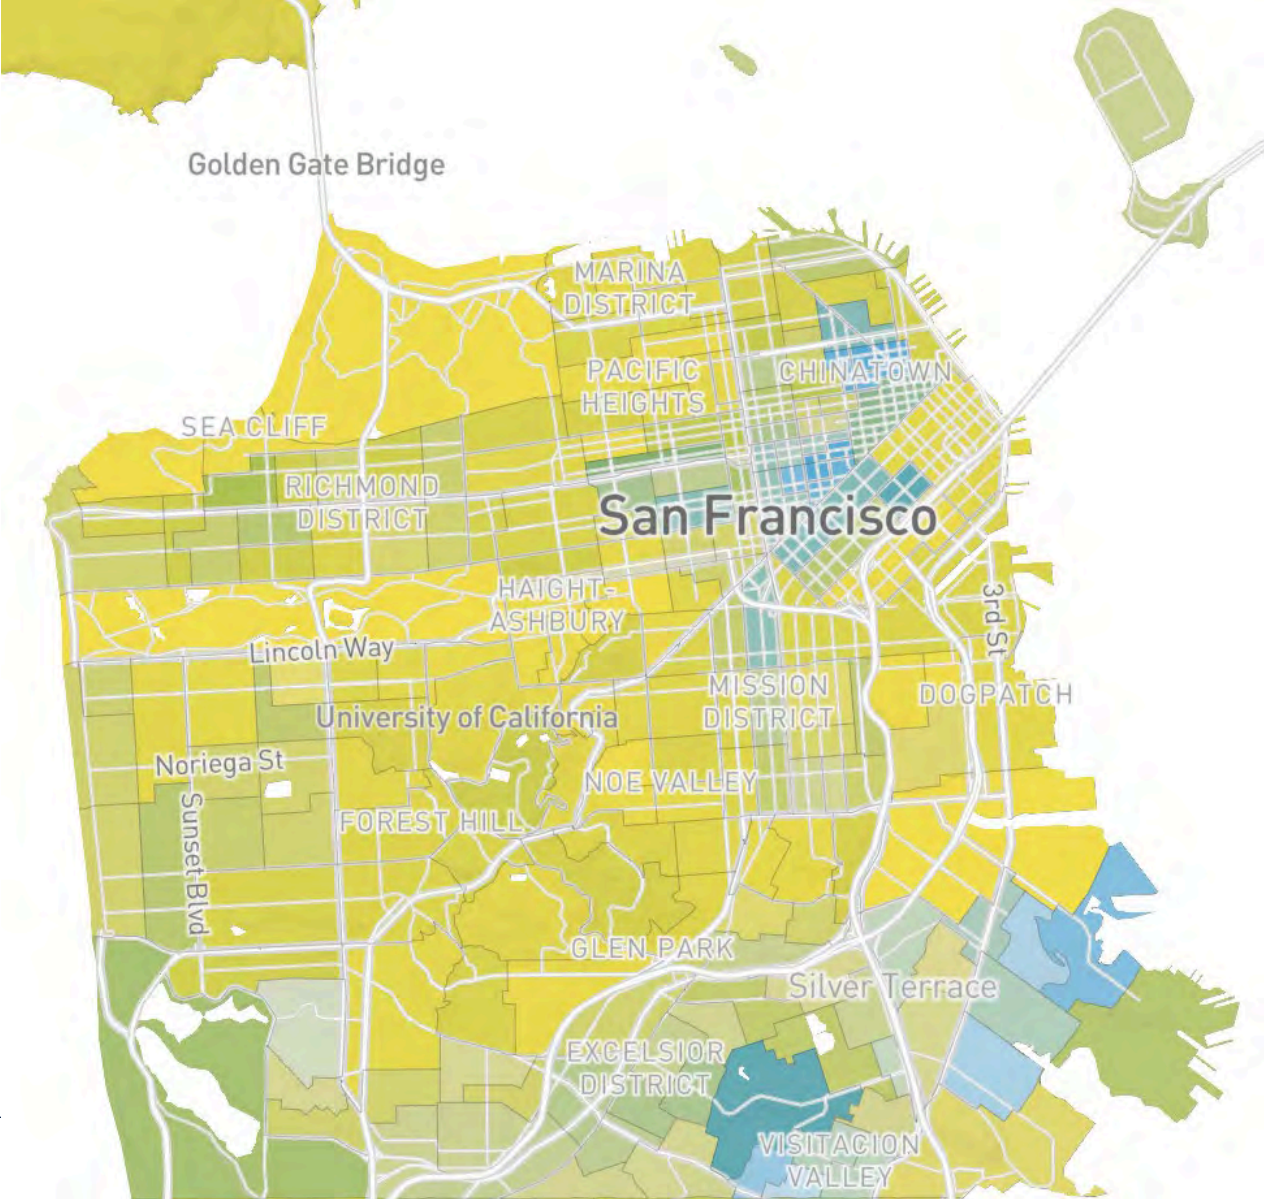 Golden Gate Bridge
MARINA
DISTRICT
PACIFIC
HEIGHTS
CHINATOWN
SEA CLIFF
RICHMOND
DISTRICT
San Francisco
HAIGHT-
ASHBURY
3rd St
Lincoln Way
MISSION
DISTRICT
DOGPATCH
University of California
Noriega St
NOE VALLEY
Sunset Blvd
FOREST HILL
GLEN PARK
Silver Terrace
EXCELSIOR
DISTRICT
VISITACION
VALLEY